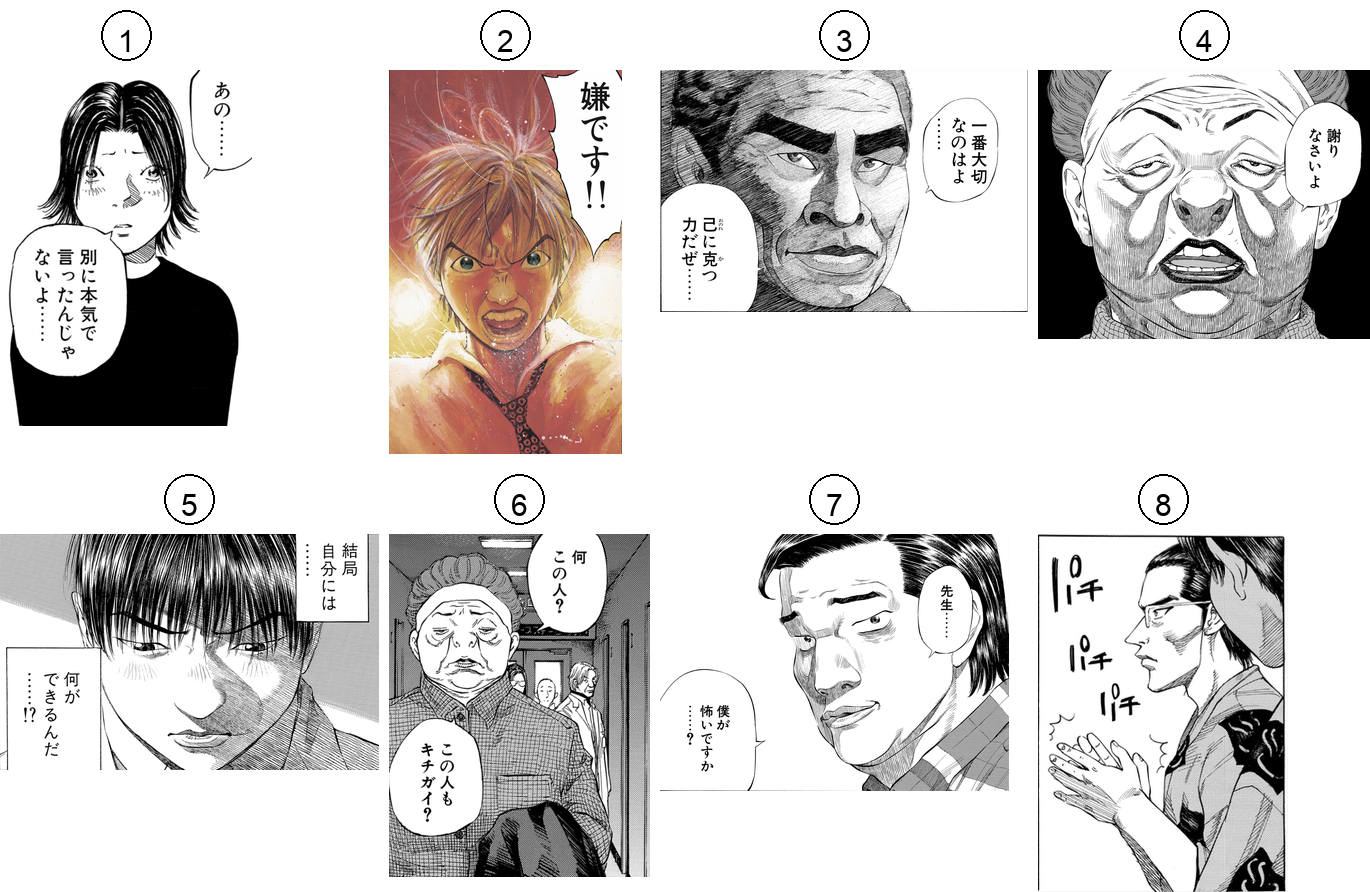 1
あの……
別に本気で
言ったんじゃ
ないよ……
2
嫌です!!
3
一番大切
なのはよ
……
己に克つ
おのれ
か
力だぜ……
4
謝り
なさいよ
5
結局
自分には
……
何が
できるんだ
……!?
6
何
この人?
この人も
キチガイ?
7
先生……
僕が
怖いですか
……?
8
パチ
パチ
パチ